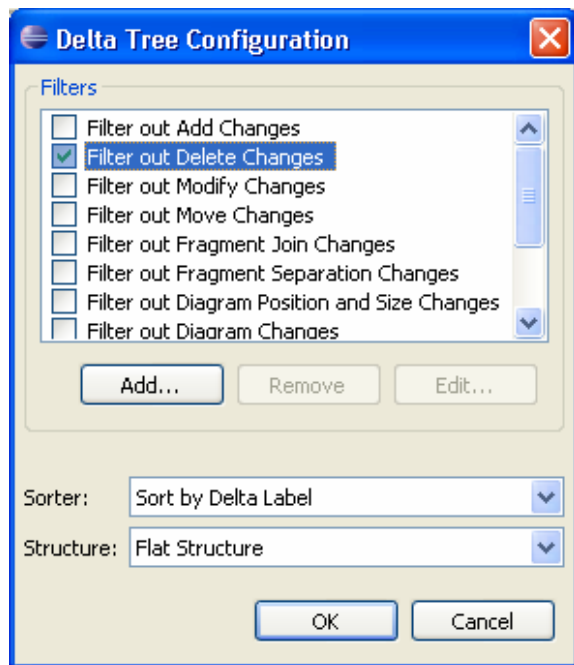 Delta Tree Configuration
Filters
Filter out Add Changes
Filter out Delete Changes
Filter out Modify Changes
Filter out Move Changes
Filter out Fragment Join Changes
Filter out Fragment Separation Changes
Filter out Diagram Position and Size Changes
Filter out Diagram Changes
Add... Remove Edit...
Sorter: Sort by Delta Label
Structure: Flat Structure
OK Cancel